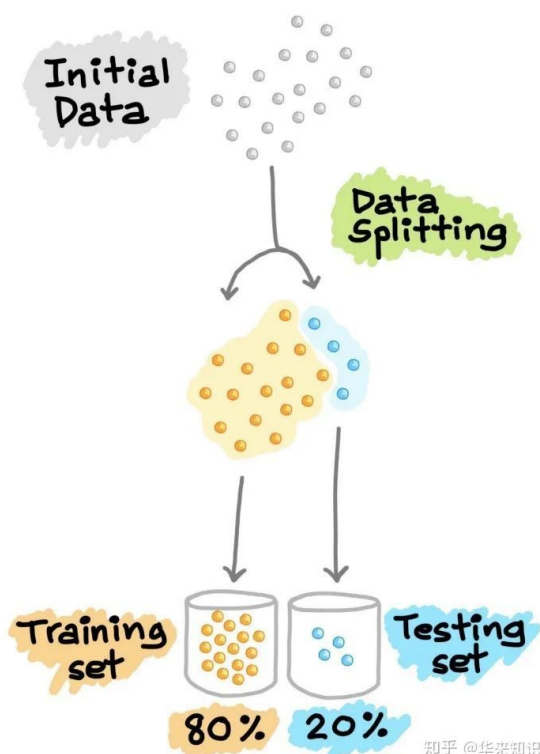 Initial
Data
Data
Splitting
Training
set
Testing
set
80%
20%
知乎 @华来知识